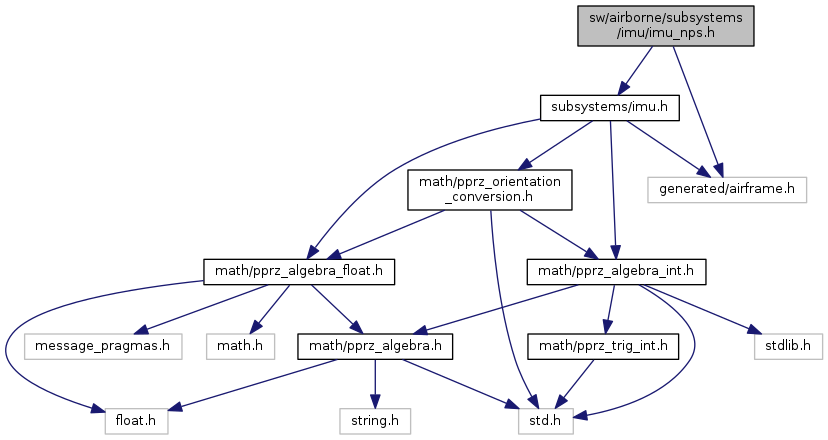 sw/airborne/subsystems
/imu/imu_nps.h
subsystems/imu.h
math/pprz_orientation
_conversion.h
generated/airframe.h
math/pprz_algebra_float.h
math/pprz_algebra_int.h
message_pragmas.h
math.h
math/pprz_algebra.h
math/pprz_trig_int.h
stdlib.h
float.h
string.h
std.h